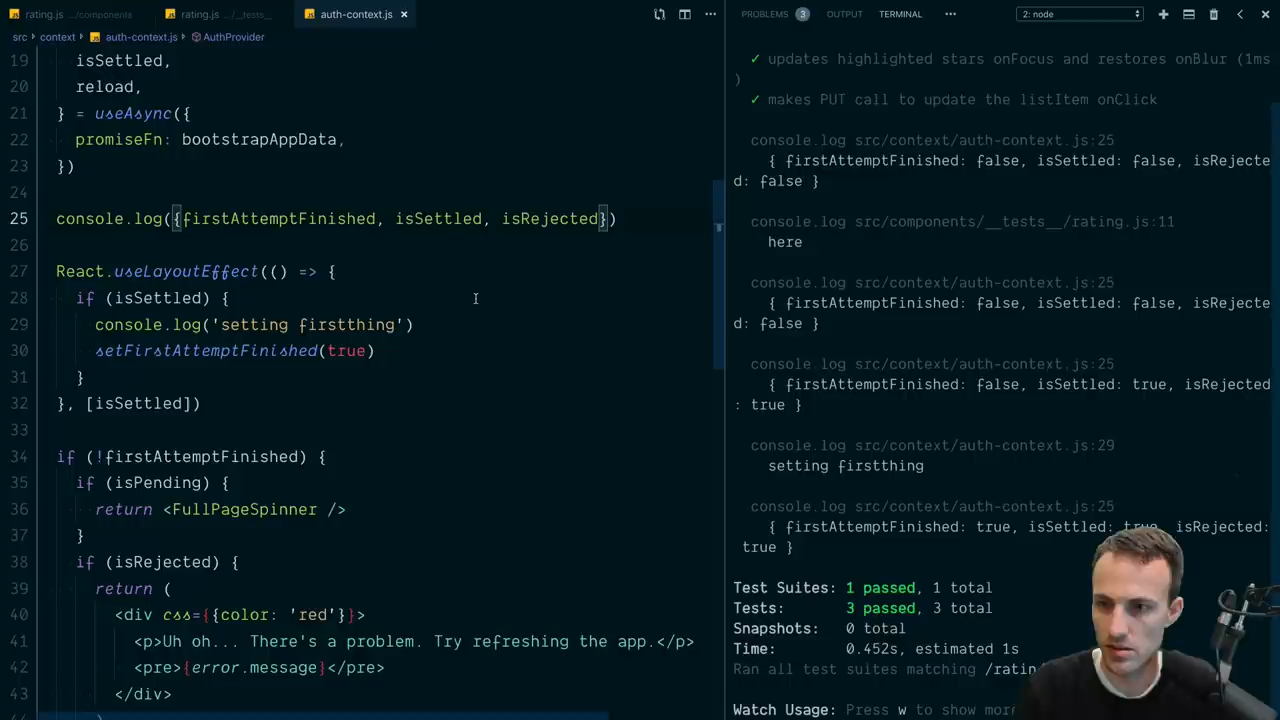 rating.js .../components
rating.js .../__tests__
auth-context.js ×
src > context > auth-context.js > AuthProvider
19 isSettled,
20 reload,
21 } = useAsync({
22 promiseFn: bootstrapAppData,
23 })
24
25 console.log({firstAttemptFinished, isSettled, isRejected})
26
27 React.useLayoutEffect(() => {
28 if (isSettled) {
29 console.log('setting firstthing')
30 setFirstAttemptFinished(true)
31 }
32 }, [isSettled])
33
34 if (!firstAttemptFinished) {
35 if (isPending) {
36 return <FullPageSpinner />
37 }
38 if (isRejected) {
39 return (
40 <div css={{color: 'red'}}>
41 <p>Uh oh... There's a problem. Try refreshing the app.</p>
42 <pre>{error.message}</pre>
43 </div>
44 )
PROBLEMS 3 OUTPUT TERMINAL ••• 2: node
✓ updates highlighted stars onFocus and restores onBlur (1ms
)
✓ makes PUT call to update the listItem onClick
console.log src/context/auth-context.js:25
{ firstAttemptFinished: false, isSettled: false, isRejecte
d: false }
console.log src/components/__tests__/rating.js:11
here
console.log src/context/auth-context.js:25
{ firstAttemptFinished: false, isSettled: false, isRejecte
d: false }
console.log src/context/auth-context.js:25
{ firstAttemptFinished: false, isSettled: true, isRejected
: true }
console.log src/context/auth-context.js:29
setting firstthing
console.log src/context/auth-context.js:25
{ firstAttemptFinished: true, isSettled: true, isRejected:
true }
Test Suites: 1 passed, 1 total
Tests: 3 passed, 3 total
Snapshots: 0 total
Time: 0.452s, estimated 1s
Ran all test suites matching
Watch Usage: Press w to show more